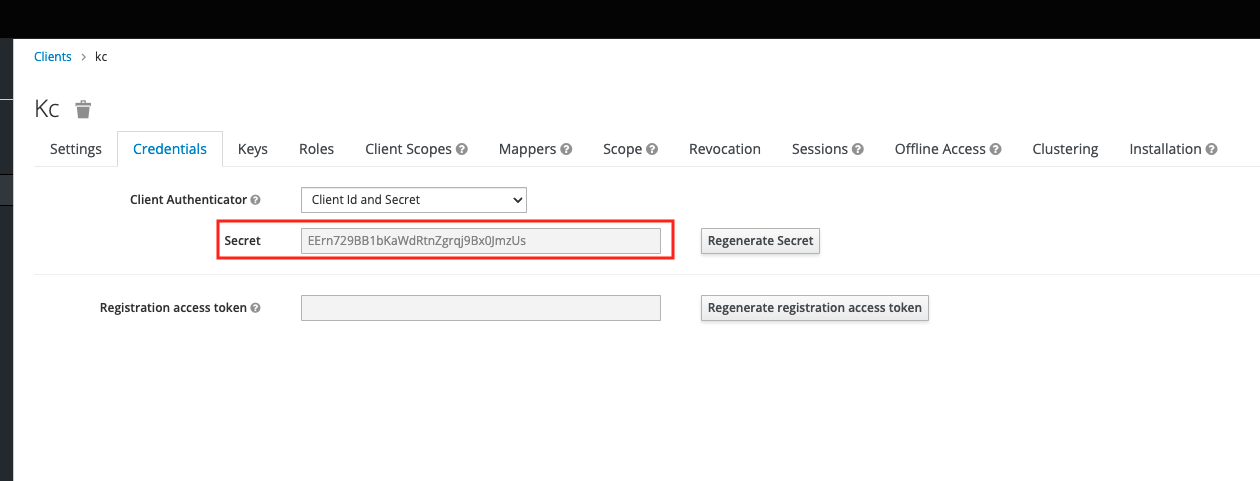 Clients > kc
Kc
Settings Credentials Keys Roles Client Scopes Mappers Scope Revocation Sessions Offline Access Clustering Installation
Client Authenticator Client Id and Secret
Secret EErn729BB1bKaWdRtnZgrqj9Bx0JmzUs Regenerate Secret
Registration access token Regenerate registration access token